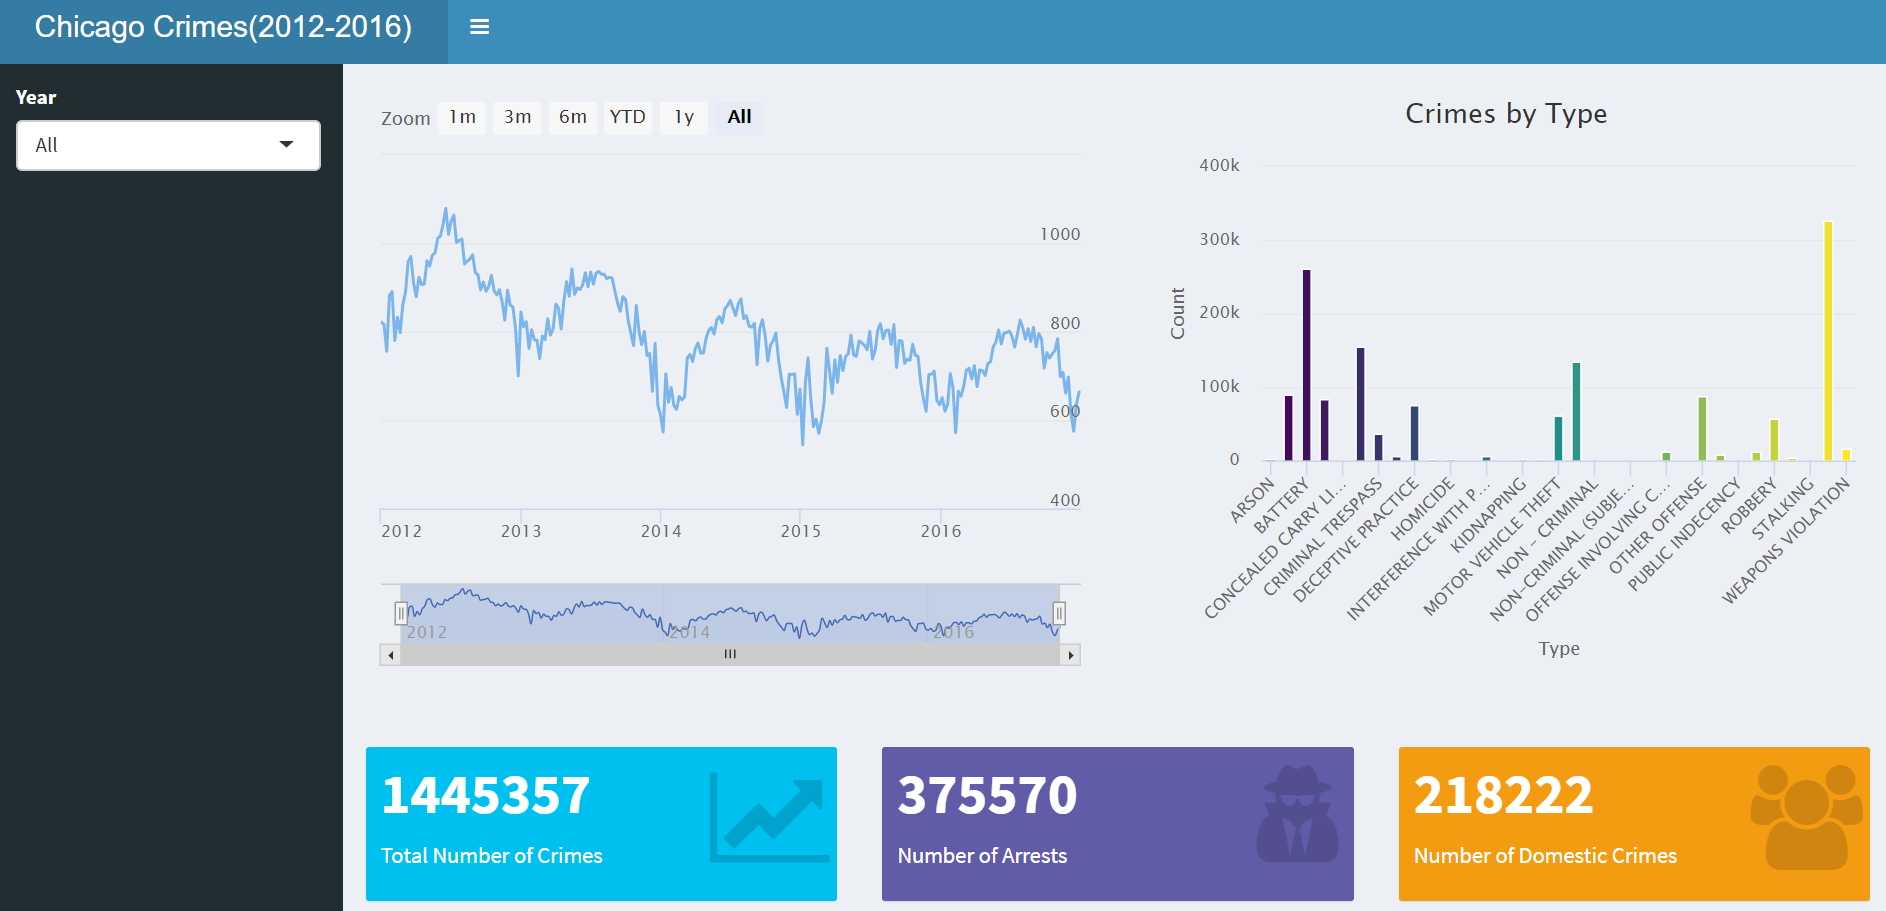 Chicago Crimes(2012-2016)
Year
All
Zoom 1m 3m 6m YTD 1y All
1000
800
600
400
2012 2013 2014 2015 2016
2012 2014 2016
Crimes by Type
400k
300k
200k
100k
0
Count
ARSON
BATTERY
CONCEALED CARRY LI...
CRIMINAL TRESPASS
DECEPTIVE PRACTICE
HOMICIDE
INTERFERENCE WITH P...
KIDNAPPING
MOTOR VEHICLE THEFT
NON - CRIMINAL
NON-CRIMINAL (SUBJE...
OFFENSE INVOLVING C...
OTHER OFFENSE
PUBLIC INDECENCY
ROBBERY
STALKING
WEAPONS VIOLATION
Type
1445357
Total Number of Crimes
375570
Number of Arrests
218222
Number of Domestic Crimes